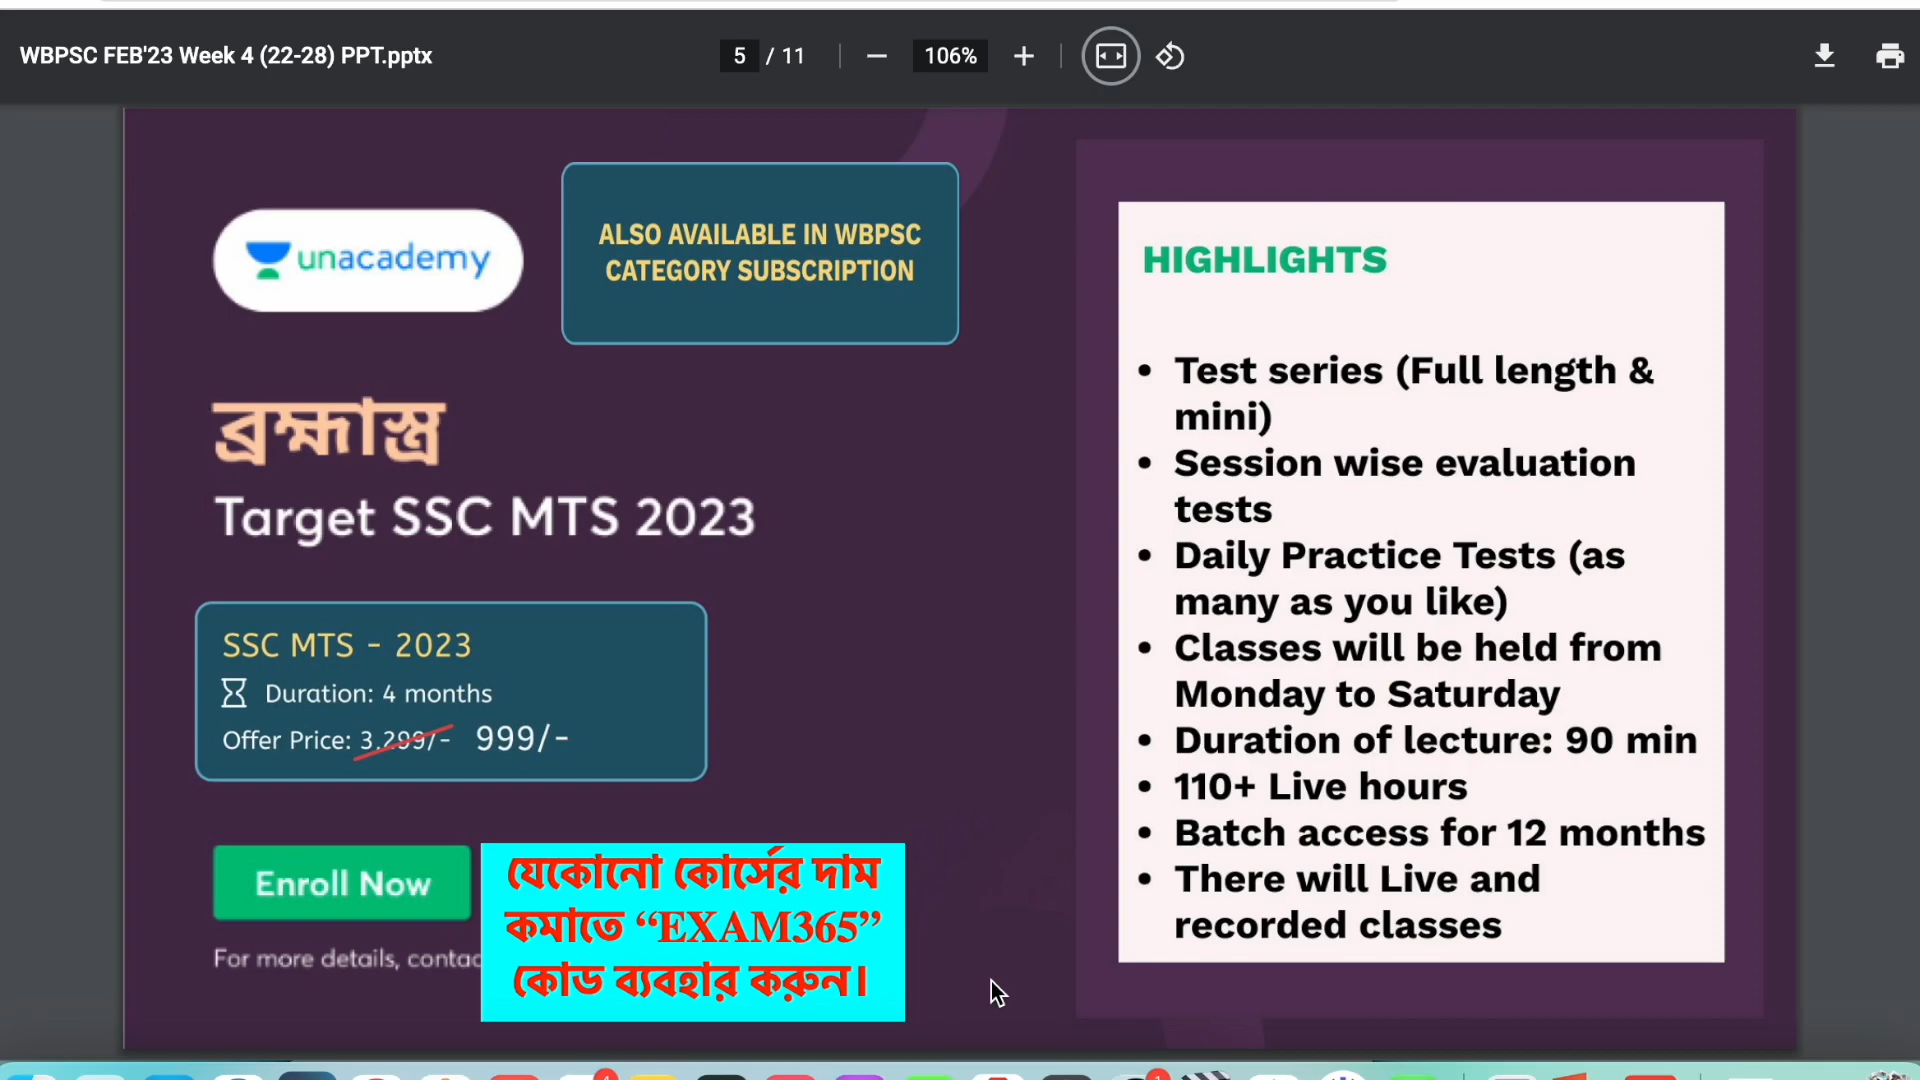 WBPSC FEB'23 Week 4 (22-28) PPT.pptx
5 / 11
106%
unacademy
ALSO AVAILABLE IN WBPSC
CATEGORY SUBSCRIPTION
ব্রহ্মাস্ত্র
Target SSC MTS 2023
SSC MTS - 2023
Duration: 4 months
Offer Price: 3,299/- 999/-
Enroll Now
For more details, contac
যেকোনো কোর্সের দাম
কমাতে “EXAM365”
কোড ব্যবহার করুন।
HIGHLIGHTS
• Test series (Full length &
mini)
• Session wise evaluation
tests
• Daily Practice Tests (as
many as you like)
• Classes will be held from
Monday to Saturday
• Duration of lecture: 90 min
• 110+ Live hours
• Batch access for 12 months
• There will Live and
recorded classes